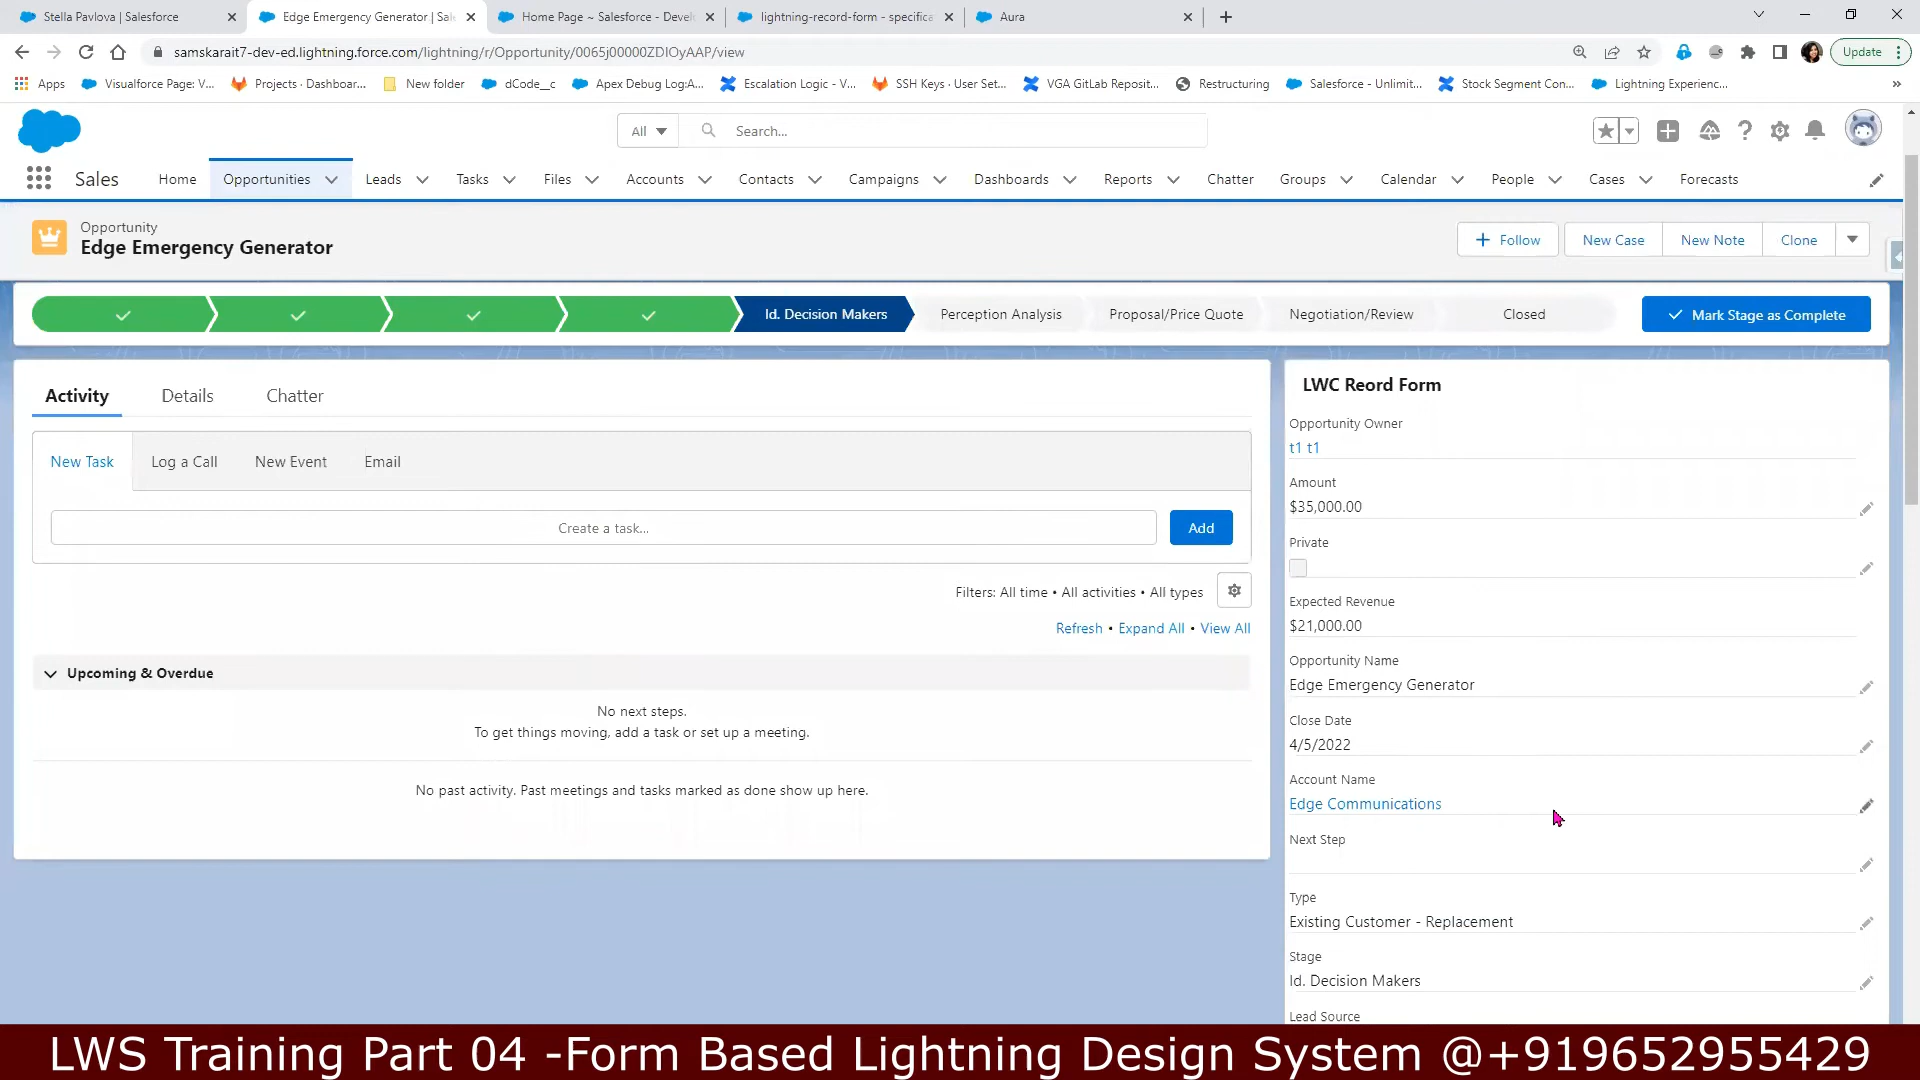 Stella Pavlova | Salesforce
Edge Emergency Generator | Sal
Home Page ~ Salesforce - Devel
lightning-record-form - specifica
Aura
samskarait7-dev-ed.lightning.force.com/lightning/r/Opportunity/0065j00000ZDIOyAAP/view
Update
Apps
Visualforce Page: V...
Projects · Dashboar...
New folder
dCode__c
Apex Debug Log:A...
Escalation Logic - V...
SSH Keys · User Set...
VGA GitLab Reposit...
Restructuring
Salesforce - Unlimit...
Stock Segment Con...
Lightning Experienc...
All
Search...
Sales
Home
Opportunities
Leads
Tasks
Files
Accounts
Contacts
Campaigns
Dashboards
Reports
Chatter
Groups
Calendar
People
Cases
Forecasts
Opportunity
Edge Emergency Generator
Follow
New Case
New Note
Clone
Id. Decision Makers
Perception Analysis
Proposal/Price Quote
Negotiation/Review
Closed
Mark Stage as Complete
Activity
Details
Chatter
New Task
Log a Call
New Event
Email
Create a task...
Add
Filters: All time • All activities • All types
Refresh • Expand All • View All
Upcoming & Overdue
No next steps.
To get things moving, add a task or set up a meeting.
No past activity. Past meetings and tasks marked as done show up here.
LWC Reord Form
Opportunity Owner
t1 t1
Amount
$35,000.00
Private
Expected Revenue
$21,000.00
Opportunity Name
Edge Emergency Generator
Close Date
4/5/2022
Account Name
Edge Communications
Next Step
Type
Existing Customer - Replacement
Stage
Id. Decision Makers
Lead Source
LWS Training Part 04 -Form Based Lightning Design System @+919652955429